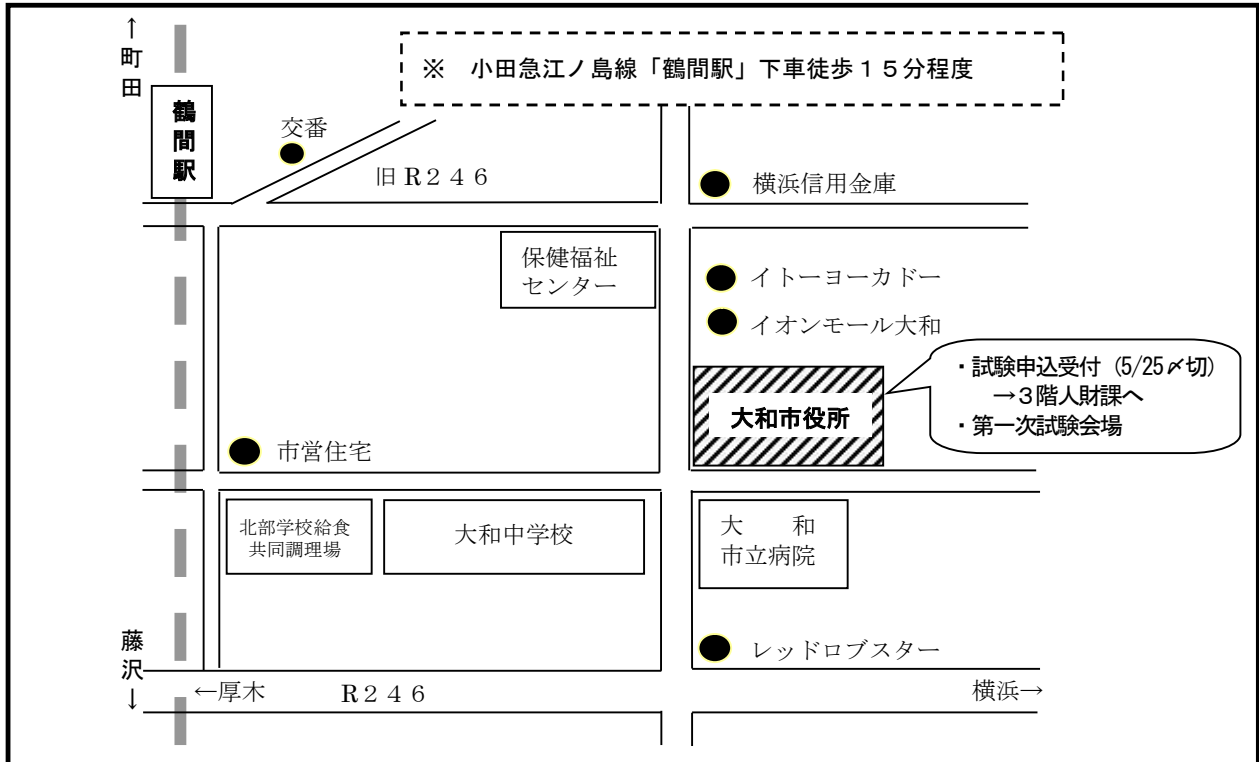 ↑
町
田
※ 小田急江ノ島線「鶴間駅」下車徒歩１５分程度
鶴
間
駅
交番
旧Ｒ２４６
横浜信用金庫
保健福祉
センター
イトーヨーカドー
イオンモール大和
・試験申込受付（5/25〆切）
→３階人財課へ
・第一次試験会場
大和市役所
市営住宅
北部学校給食
共同調理場
大和中学校
大　和
市立病院
藤
沢
↓
レッドロブスター
←厚木
Ｒ２４６
横浜→